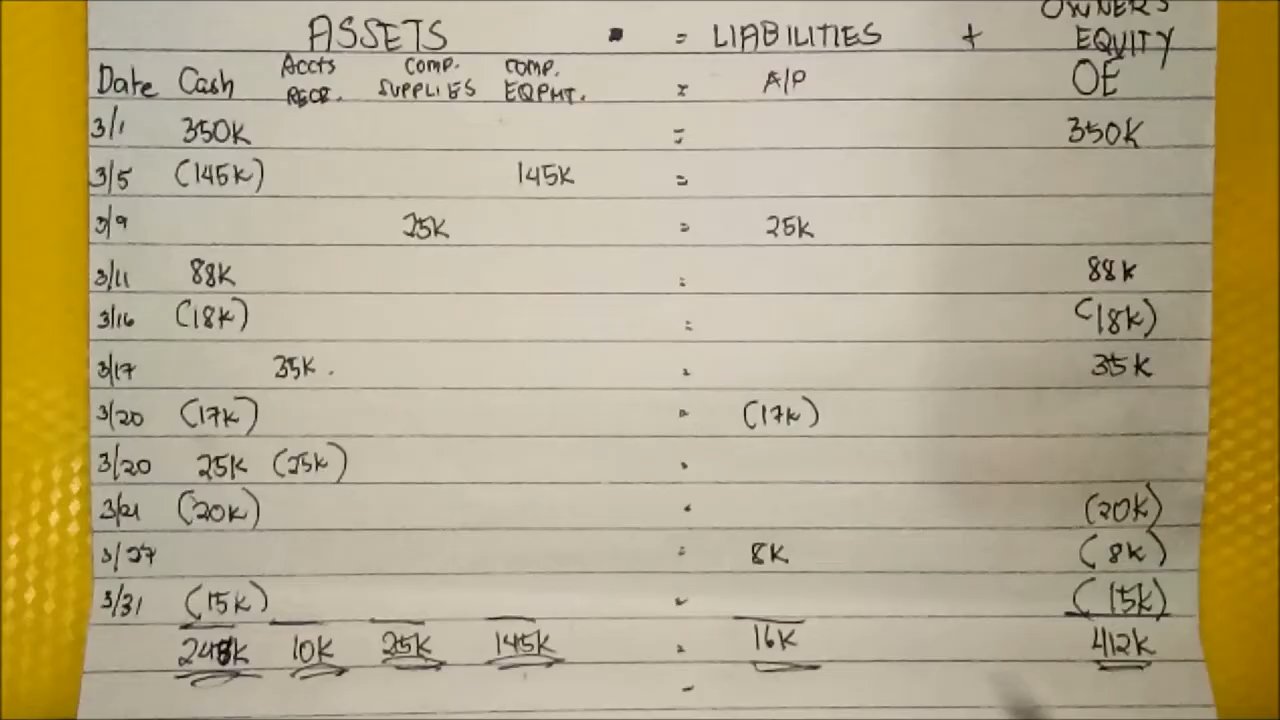 OWNER'S
ASSETS = LIABILITIES + EQUITY
Date Cash Accts RECE. COMP. SUPPLIES COMP. EQPMT. = A/P OE
3/1 350K = 350K
3/5 (145K) 145K =
3/9 25K = 25K
3/11 88K = 88K
3/16 (18K) = (18K)
3/17 35K. = 35K
3/20 (17K) = (17K)
3/20 25K (25K) =
3/21 (20K) = (20K)
3/27 = 8K (8K)
3/31 (15K) = (15K)
10K 25K 145K = 16K 412K